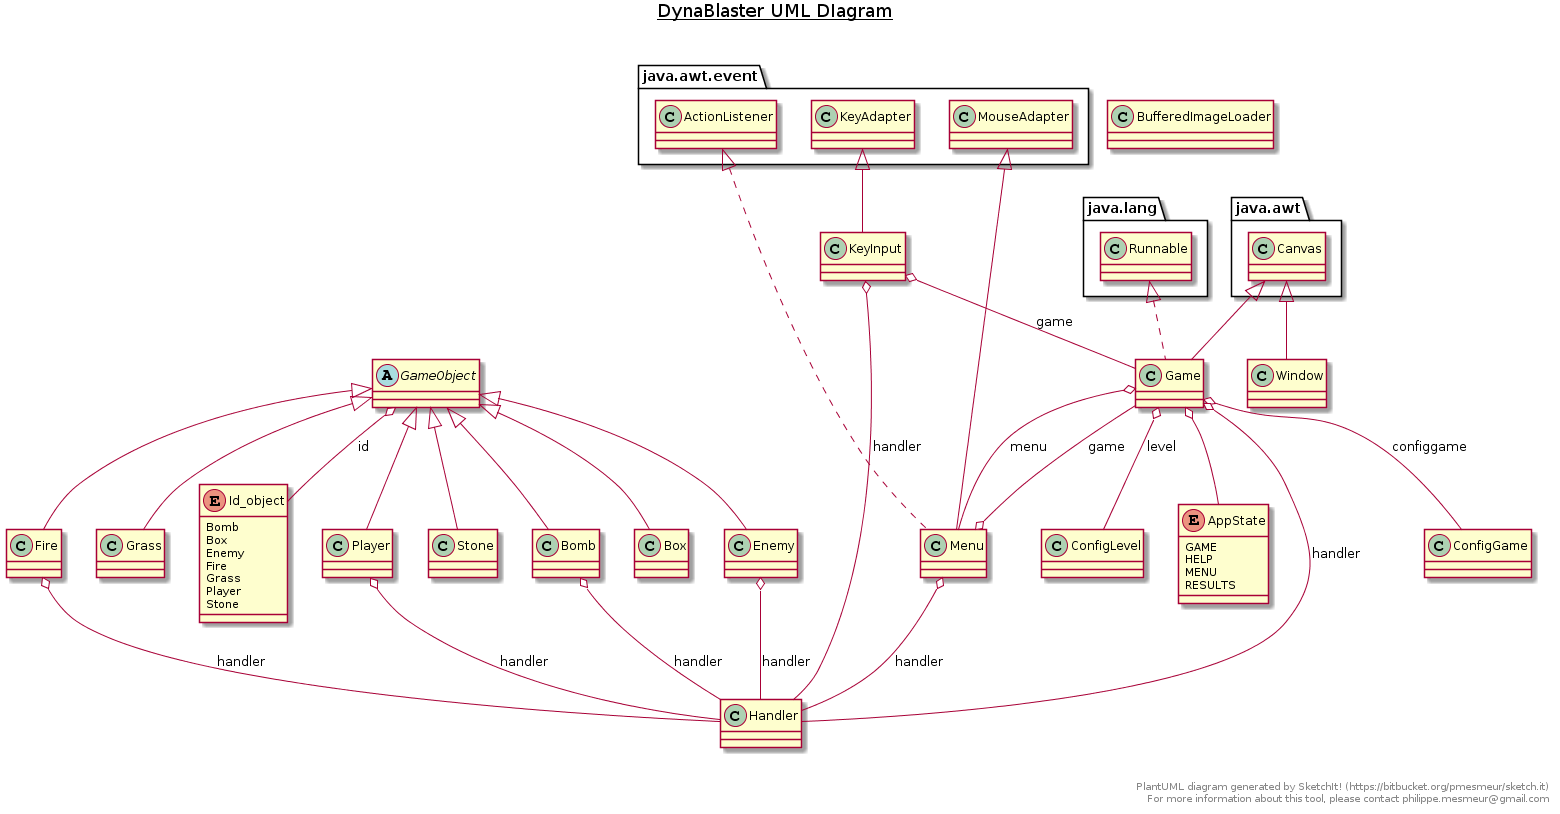 DynaBlaster UML DIagram
java.awt.event
C ActionListener
C KeyAdapter
C MouseAdapter
C BufferedImageLoader
java.lang
java.awt
C KeyInput
C Runnable
C Canvas
game
A GameObject
C Game
C Window
id
handler
menu
game
level
configgame
C Fire
C Grass
E Id_object
Bomb
Box
Enemy
Fire
Grass
Player
Stone
C Player
C Stone
C Bomb
C Box
C Enemy
C Menu
C ConfigLevel
E AppState
GAME
HELP
MENU
RESULTS
handler
C ConfigGame
handler
handler
handler
handler
handler
C Handler
PlantUML diagram generated by SketchIt! (https://bitbucket.org/pmesmeur/sketch.it)
For more information about this tool, please contact philippe.mesmeur@gmail.com